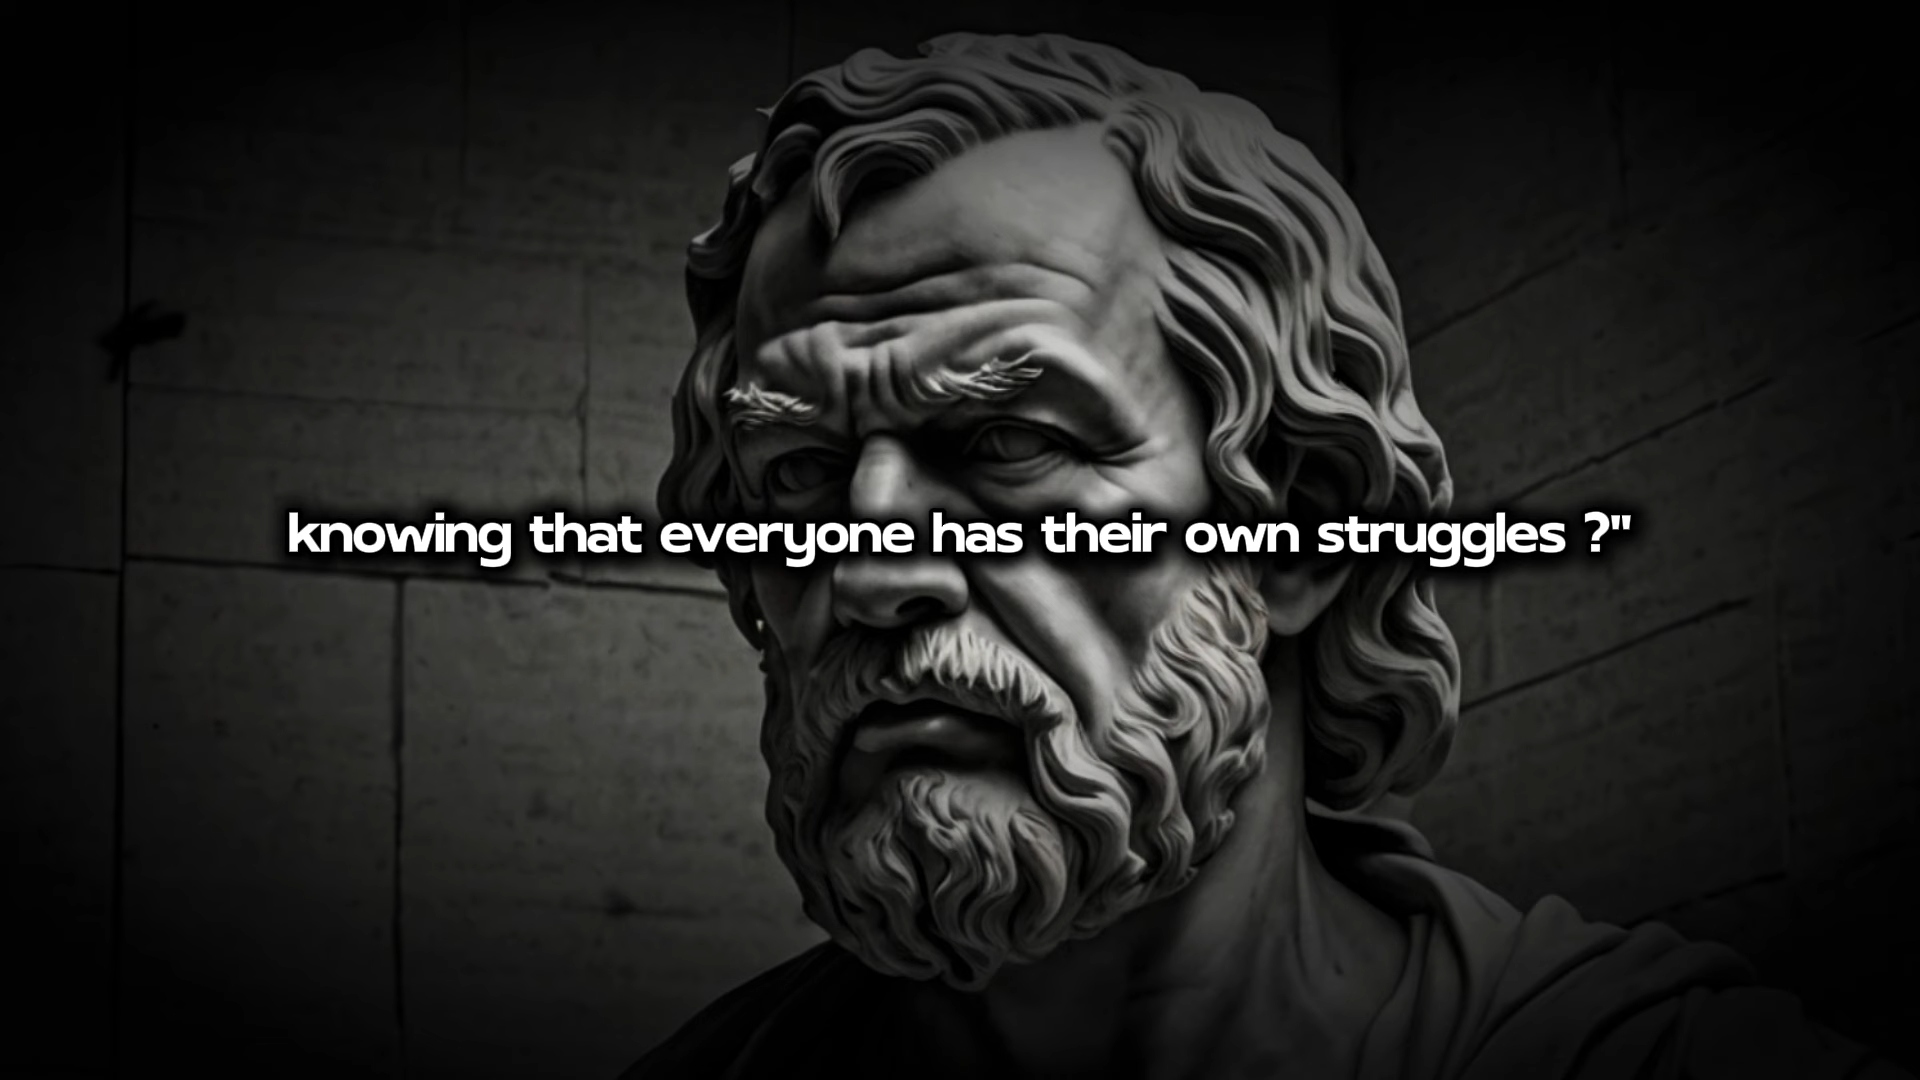 knowing that everyone has their own struggles ?"